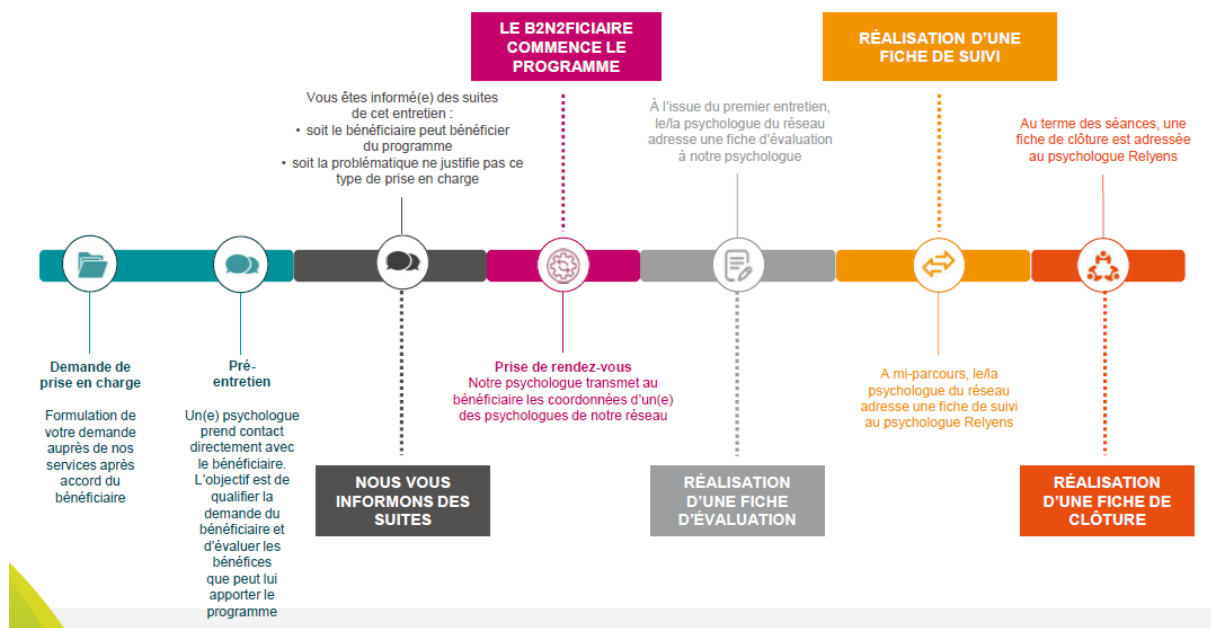 LE B2N2FICIAIRE
COMMENCE LE
PROGRAMME
RÉALISATION D'UNE
FICHE DE SUIVI
Vous êtes informé(e) des suites
de cet entretien :
• soit le bénéficiaire peut bénéficier
du programme
• soit la problématique ne justifie pas ce
type de prise en charge
À l'issue du premier entretien,
le/la psychologue du réseau
adresse une fiche d'évaluation
à notre psychologue
Au terme des séances, une
fiche de clôture est adressée
au psychologue Relyens
Demande de
prise en charge
Formulation de
votre demande
auprès de nos
services après
accord du
bénéficiaire
Pré-
entretien
Un(e) psychologue
prend contact
directement avec
le bénéficiaire.
L'objectif est de
qualifier la
demande du
bénéficiaire et
d'évaluer les
bénéfices
que peut lui
apporter le
programme
Prise de rendez-vous
Notre psychologue transmet au
bénéficiaire les coordonnées d'un(e)
des psychologues de notre réseau
A mi-parcours, le/la
psychologue du réseau
adresse une fiche de suivi
au psychologue Relyens
NOUS VOUS
INFORMONS DES
SUITES
RÉALISATION
D'UNE FICHE
D'ÉVALUATION
RÉALISATION
D'UNE FICHE DE
CLÔTURE